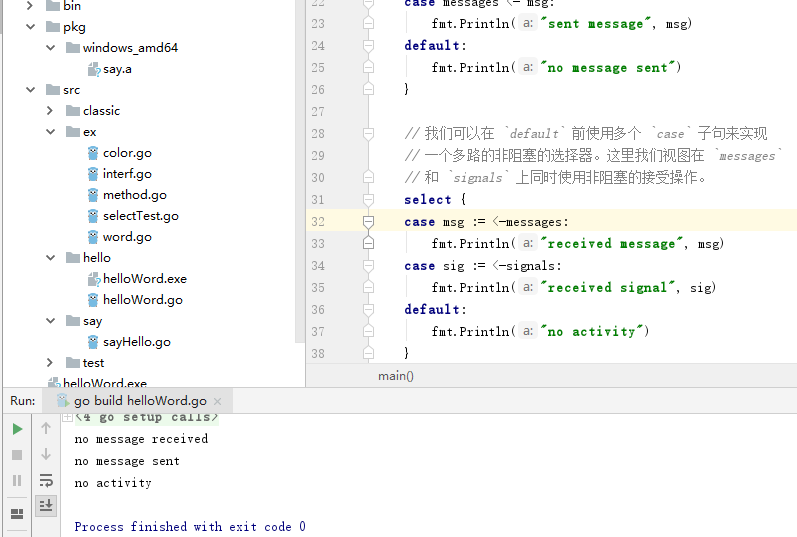 bin
pkg
windows_amd64
say.a
src
classic
ex
color.go
interf.go
method.go
selectTest.go
word.go
hello
helloWord.exe
helloWord.go
say
sayHello.go
test
helloWord.exe
22 case messages <- msg:
23 fmt.Println( a: "sent message", msg)
24 default:
25 fmt.Println( a: "no message sent")
26 }
27
28 // 我们可以在 `default` 前使用多个 `case` 子句来实现
29 // 一个多路的非阻塞的选择器。这里我们视图在 `messages`
30 // 和 `signals` 上同时使用非阻塞的接受操作。
31 select {
32 case msg := <-messages:
33 fmt.Println( a: "received message", msg)
34 case sig := <-signals:
35 fmt.Println( a: "received signal", sig)
36 default:
37 fmt.Println( a: "no activity")
38 }
main()
Run: go build helloWord.go ×
<4 go setup calls>
no message received
no message sent
no activity
Process finished with exit code 0